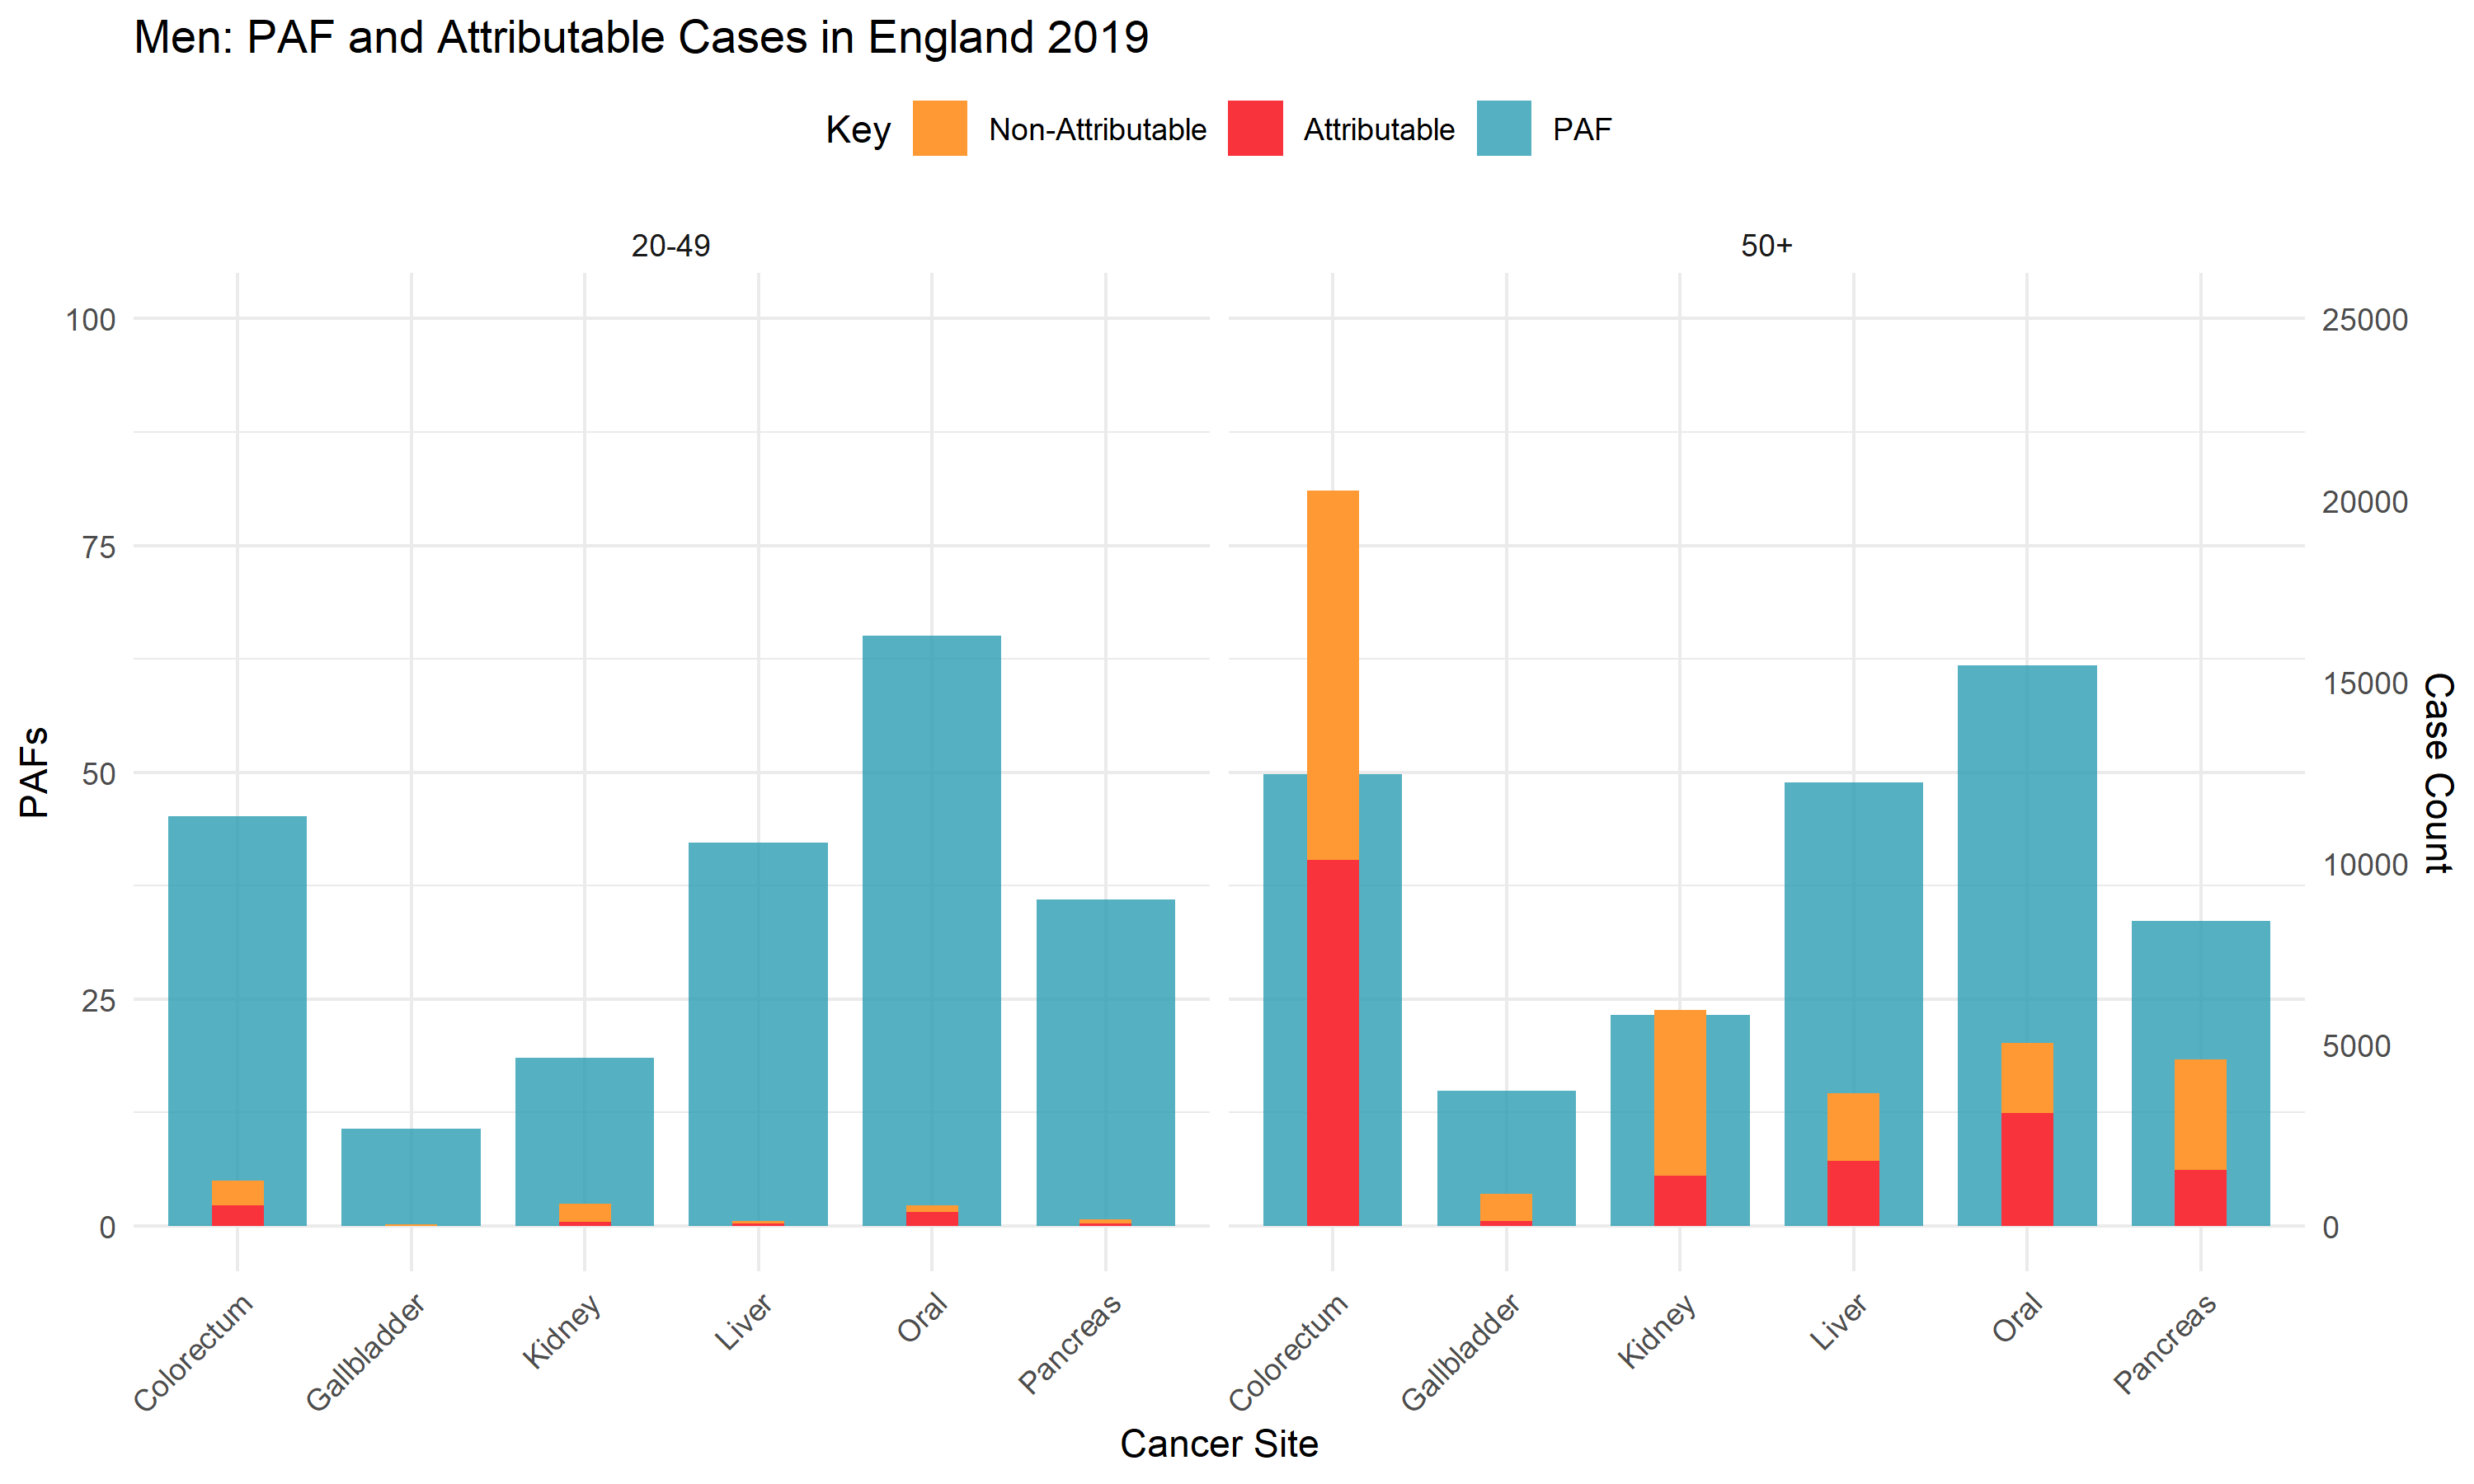 Men: PAF and Attributable Cases in England 2019
Key Non-Attributable Attributable PAF
20-49 50+
100
75
50
25
0
PAFs
25000
20000
15000
10000
5000
0
Case Count
Colorectum Gallbladder Kidney Liver Oral Pancreas Colorectum Gallbladder Kidney Liver Oral Pancreas
Cancer Site